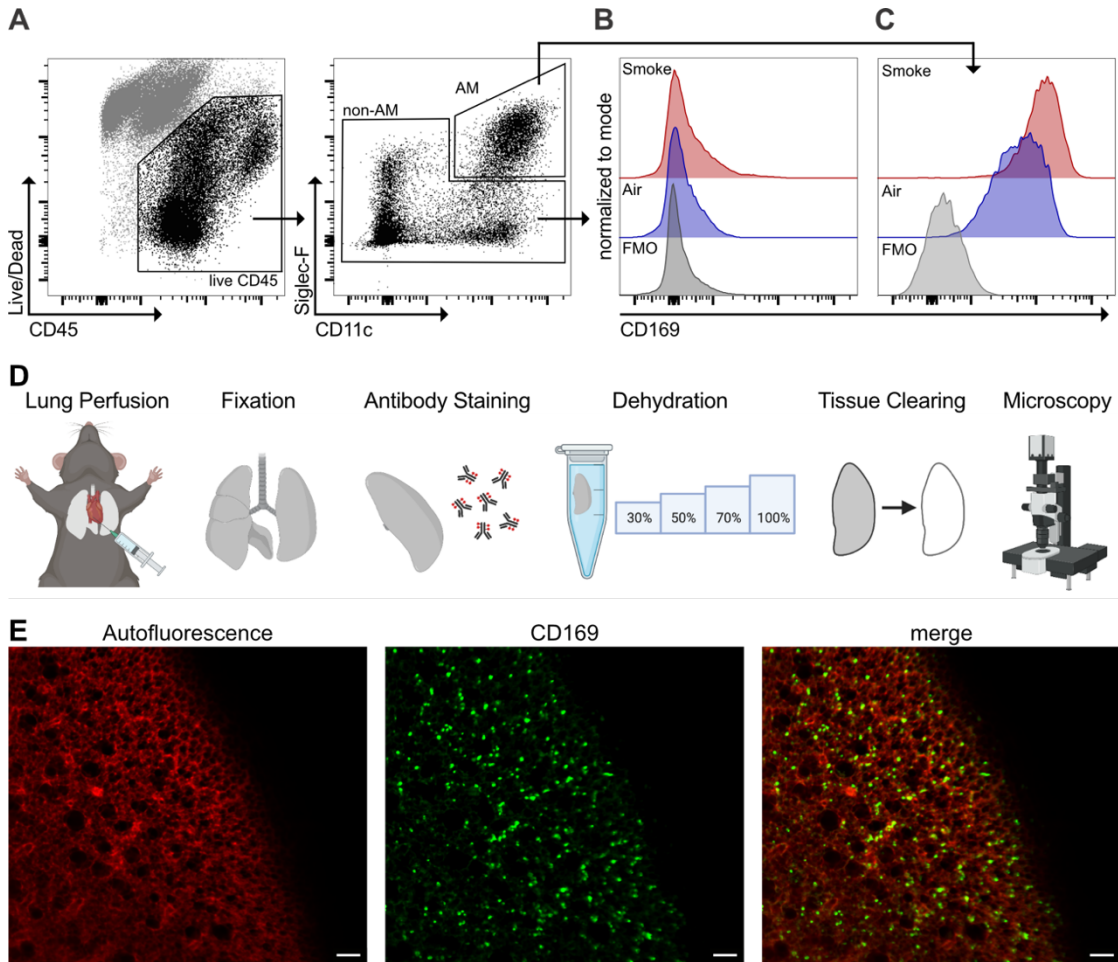 A
B
C
Live/Dead
CD45
live CD45
Siglec-F
CD11c
non-AM
AM
normalized to mode
Smoke
Air
FMO
Smoke
Air
FMO
CD169
D
Lung Perfusion
Fixation
Antibody Staining
Dehydration
Tissue Clearing
Microscopy
30%
50%
70%
100%
E
Autofluorescence
CD169
merge